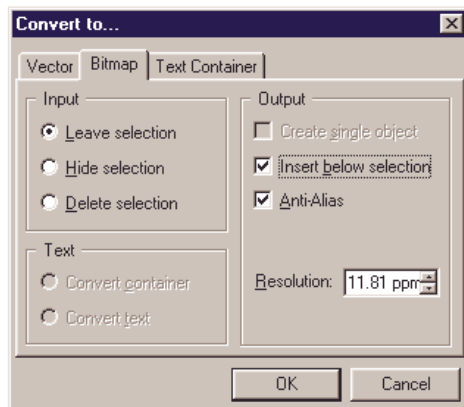 Convert to...
Vector Bitmap Text Container
Input
Leave selection
Hide selection
Delete selection
Text
Convert container
Convert text
Output
Create single object
Insert below selection
Anti-Alias
Resolution: 11.81 ppm
OK Cancel